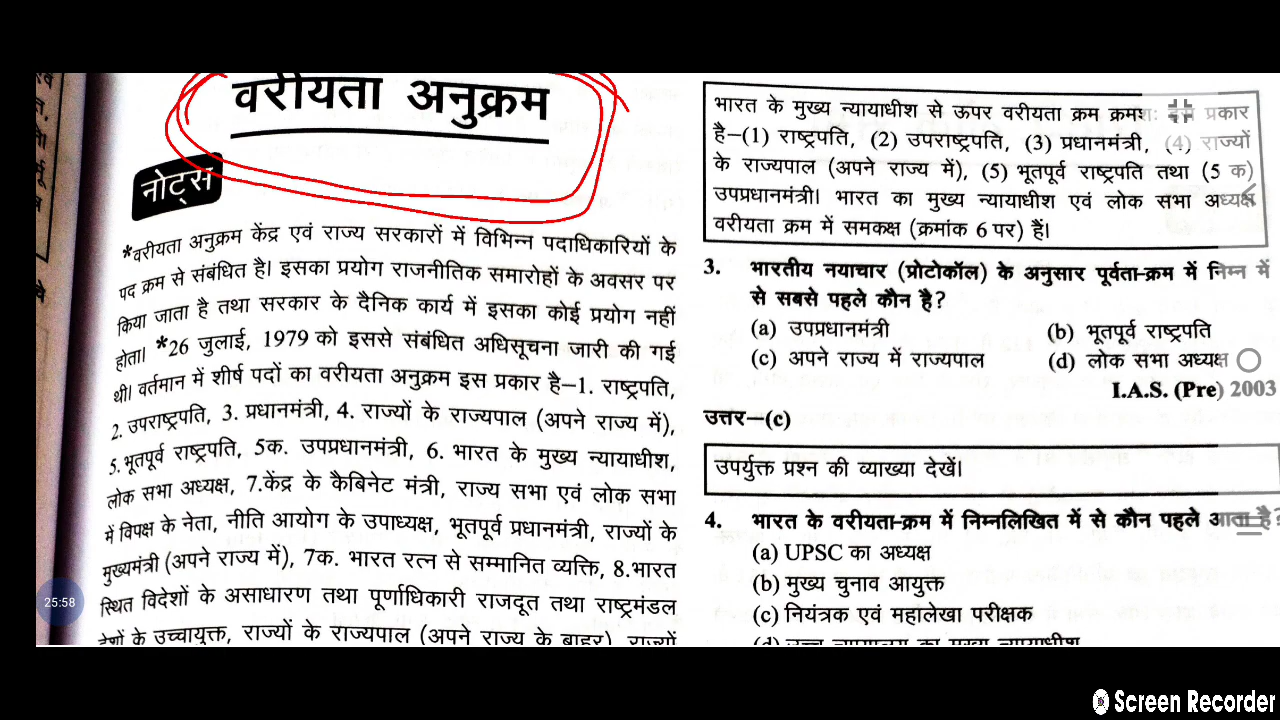 वरीयता अनुक्रम
नोट्स
*वरीयता अनुक्रम केंद्र एवं राज्य सरकारों में विभिन्न पदाधिकारियों के
पद क्रम से संबंधित है। इसका प्रयोग राजनीतिक समारोहों के अवसर पर
किया जाता है तथा सरकार के दैनिक कार्य में इसका कोई प्रयोग नहीं
होता। *26 जुलाई, 1979 को इससे संबंधित अधिसूचना जारी की गई
थी। वर्तमान में शीर्ष पदों का वरीयता अनुक्रम इस प्रकार है–1. राष्ट्रपति,
2. उपराष्ट्रपति, 3. प्रधानमंत्री, 4. राज्यों के राज्यपाल (अपने राज्य में),
5. भूतपूर्व राष्ट्रपति, 5क. उपप्रधानमंत्री, 6. भारत के मुख्य न्यायाधीश,
लोक सभा अध्यक्ष, 7.केंद्र के कैबिनेट मंत्री, राज्य सभा एवं लोक सभा
में विपक्ष के नेता, नीति आयोग के उपाध्यक्ष, भूतपूर्व प्रधानमंत्री, राज्यों के
मुख्यमंत्री (अपने राज्य में), 7क. भारत रत्न से सम्मानित व्यक्ति, 8.भारत
स्थित विदेशों के असाधारण तथा पूर्णाधिकारी राजदूत तथा राष्ट्रमंडल
देशों के उच्चायुक्त, राज्यों के राज्यपाल (अपने राज्य के बाहर), राज्यों
25:58
भारत के मुख्य न्यायाधीश से ऊपर वरीयता क्रम क्रमशः इस प्रकार
है–(1) राष्ट्रपति, (2) उपराष्ट्रपति, (3) प्रधानमंत्री, (4) राज्यों
के राज्यपाल (अपने राज्य में), (5) भूतपूर्व राष्ट्रपति तथा (5 क)
उपप्रधानमंत्री। भारत का मुख्य न्यायाधीश एवं लोक सभा अध्यक्ष
वरीयता क्रम में समकक्ष (क्रमांक 6 पर) हैं।
3. भारतीय नयाचार (प्रोटोकॉल) के अनुसार पूर्वता-क्रम में निम्न में
से सबसे पहले कौन है?
(a) उपप्रधानमंत्री (b) भूतपूर्व राष्ट्रपति
(c) अपने राज्य में राज्यपाल (d) लोक सभा अध्यक्ष
I.A.S. (Pre) 2003
उत्तर–(c)
उपर्युक्त प्रश्न की व्याख्या देखें।
4. भारत के वरीयता-क्रम में निम्नलिखित में से कौन पहले आता है?
(a) UPSC का अध्यक्ष
(b) मुख्य चुनाव आयुक्त
(c) नियंत्रक एवं महालेखा परीक्षक
(d) उच्च न्यायालय का मुख्य न्यायाधीश
Screen Recorder